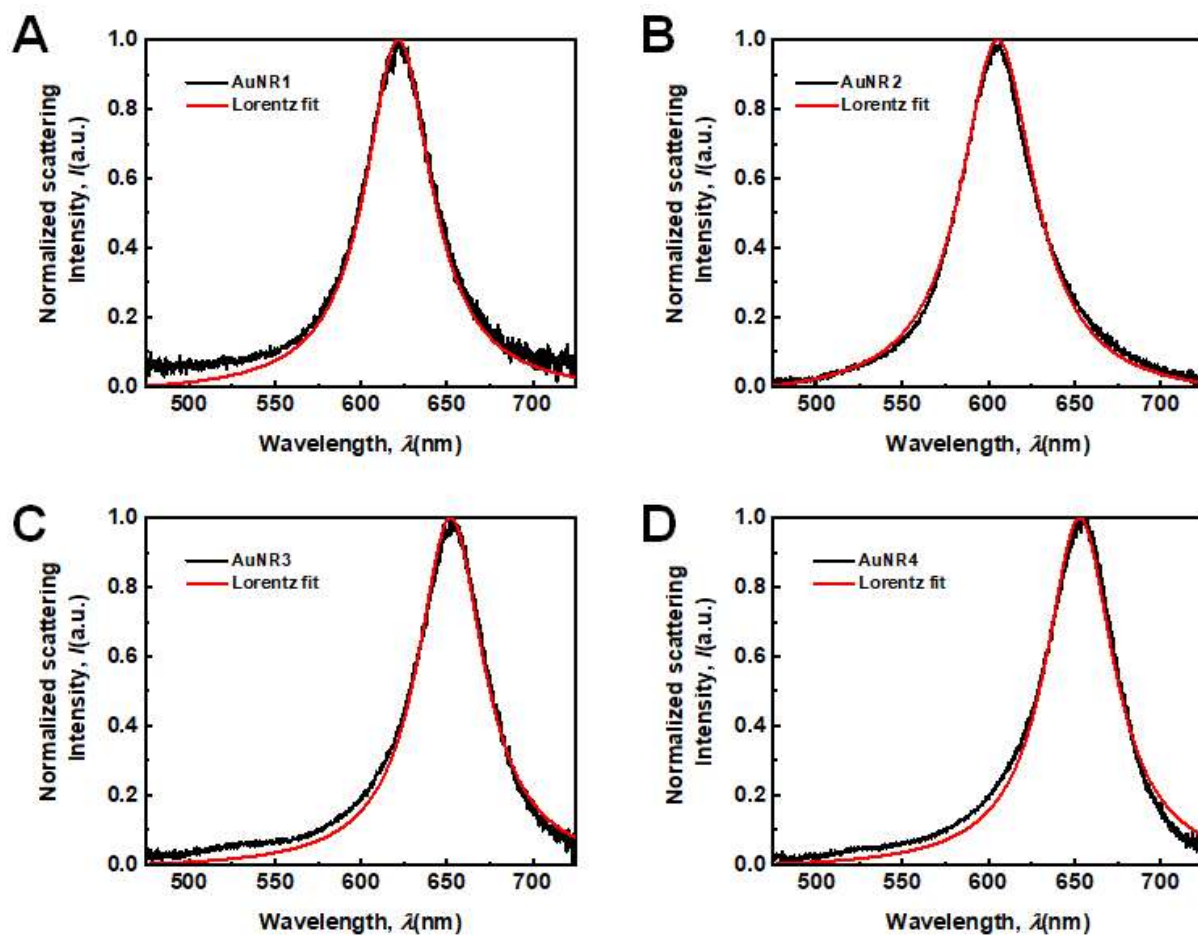 A
Normalized scattering
Intensity, I(a.u.)
1.0
0.8
0.6
0.4
0.2
0.0
AuNR1
Lorentz fit
500 550 600 650 700
Wavelength, λ(nm)
B
Normalized scattering
Intensity, I(a.u.)
1.0
0.8
0.6
0.4
0.2
0.0
AuNR2
Lorentz fit
500 550 600 650 700
Wavelength, λ(nm)
C
Normalized scattering
Intensity, I(a.u.)
1.0
0.8
0.6
0.4
0.2
0.0
AuNR3
Lorentz fit
500 550 600 650 700
Wavelength, λ(nm)
D
Normalized scattering
Intensity, I(a.u.)
1.0
0.8
0.6
0.4
0.2
0.0
AuNR4
Lorentz fit
500 550 600 650 700
Wavelength, λ(nm)